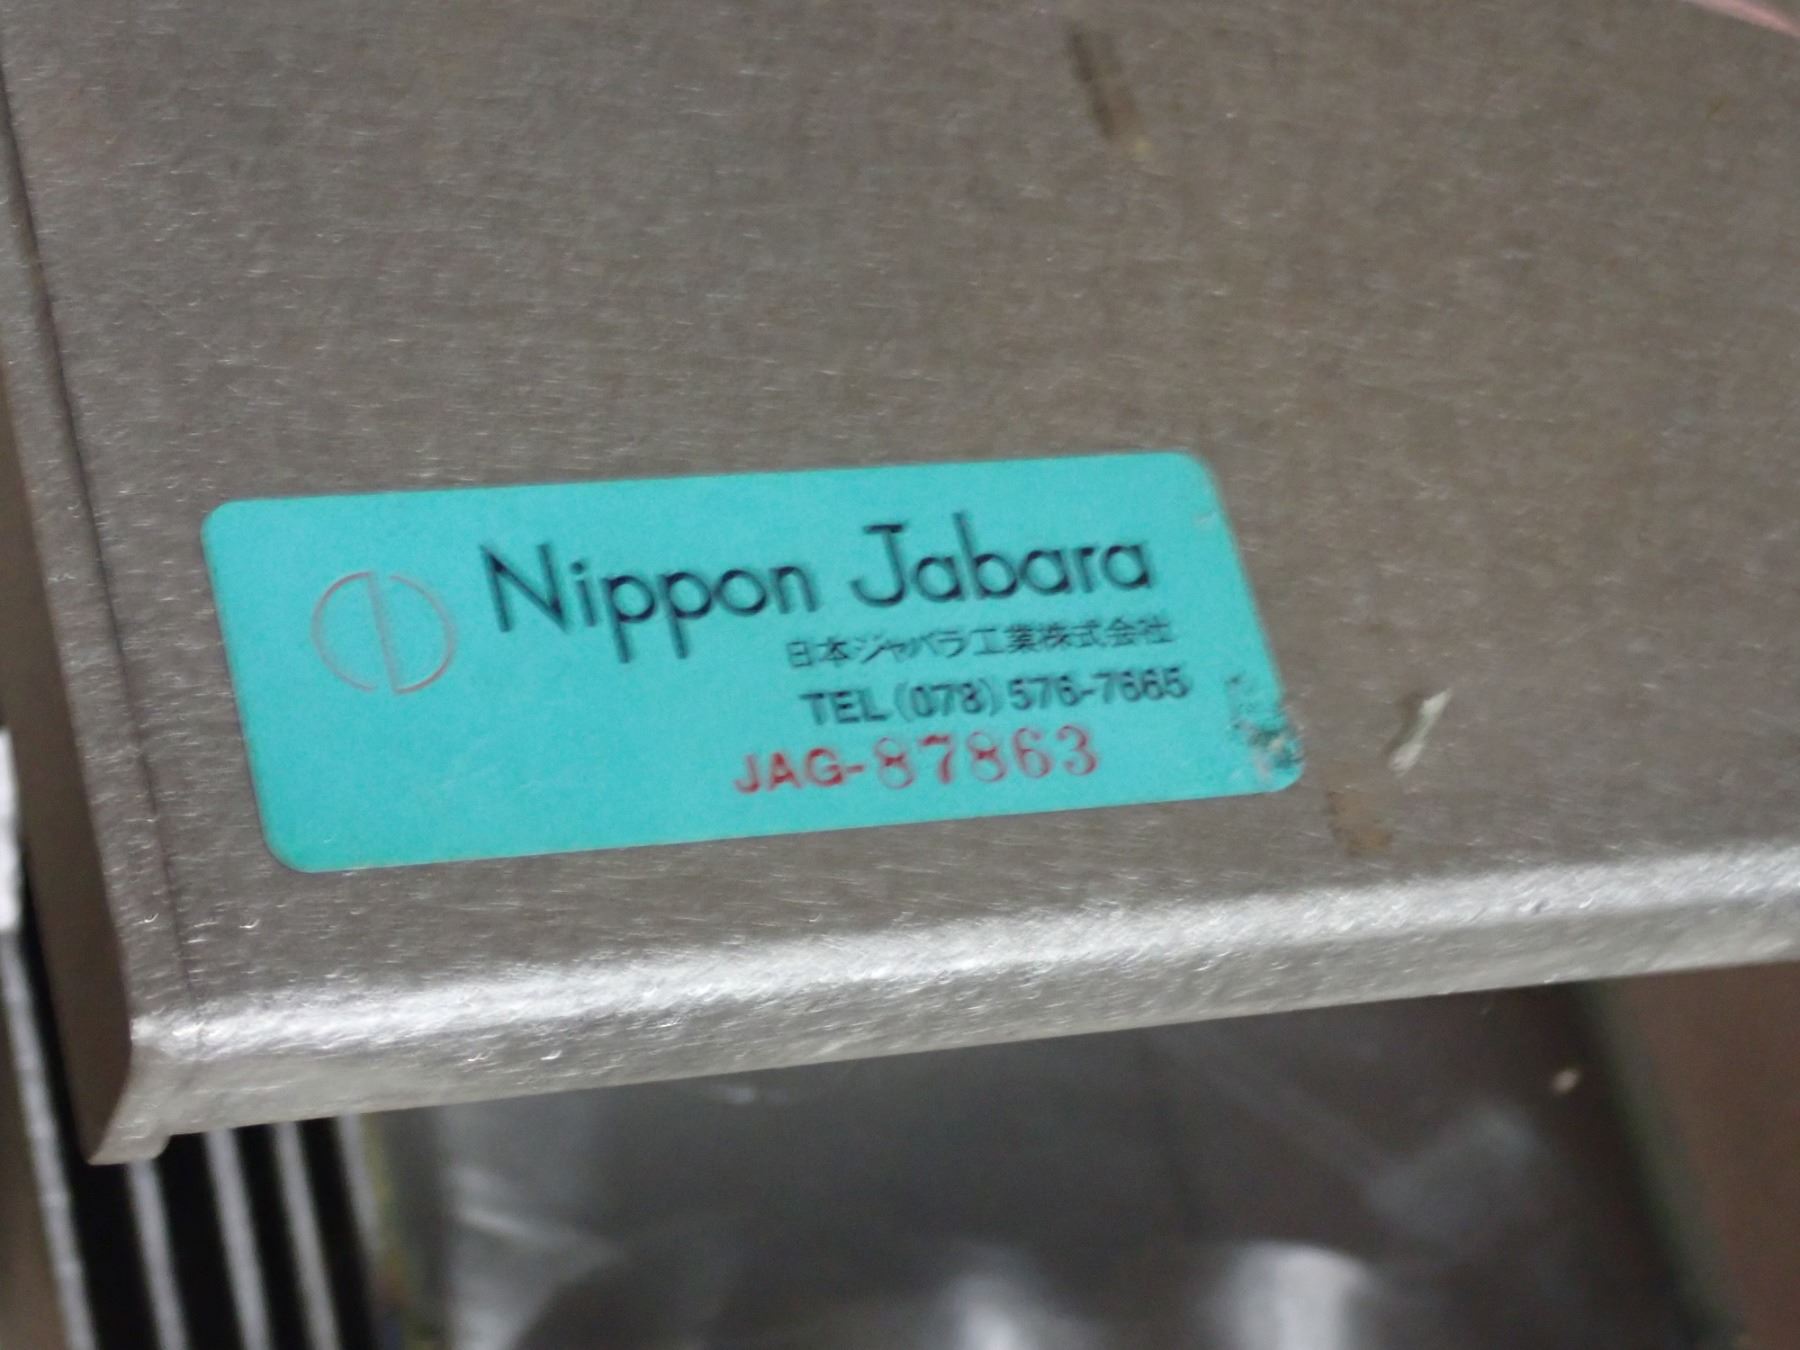 Nippon Jabara
日本ジャバラ工業株式会社
TEL(078)576-7665
JAG-87863